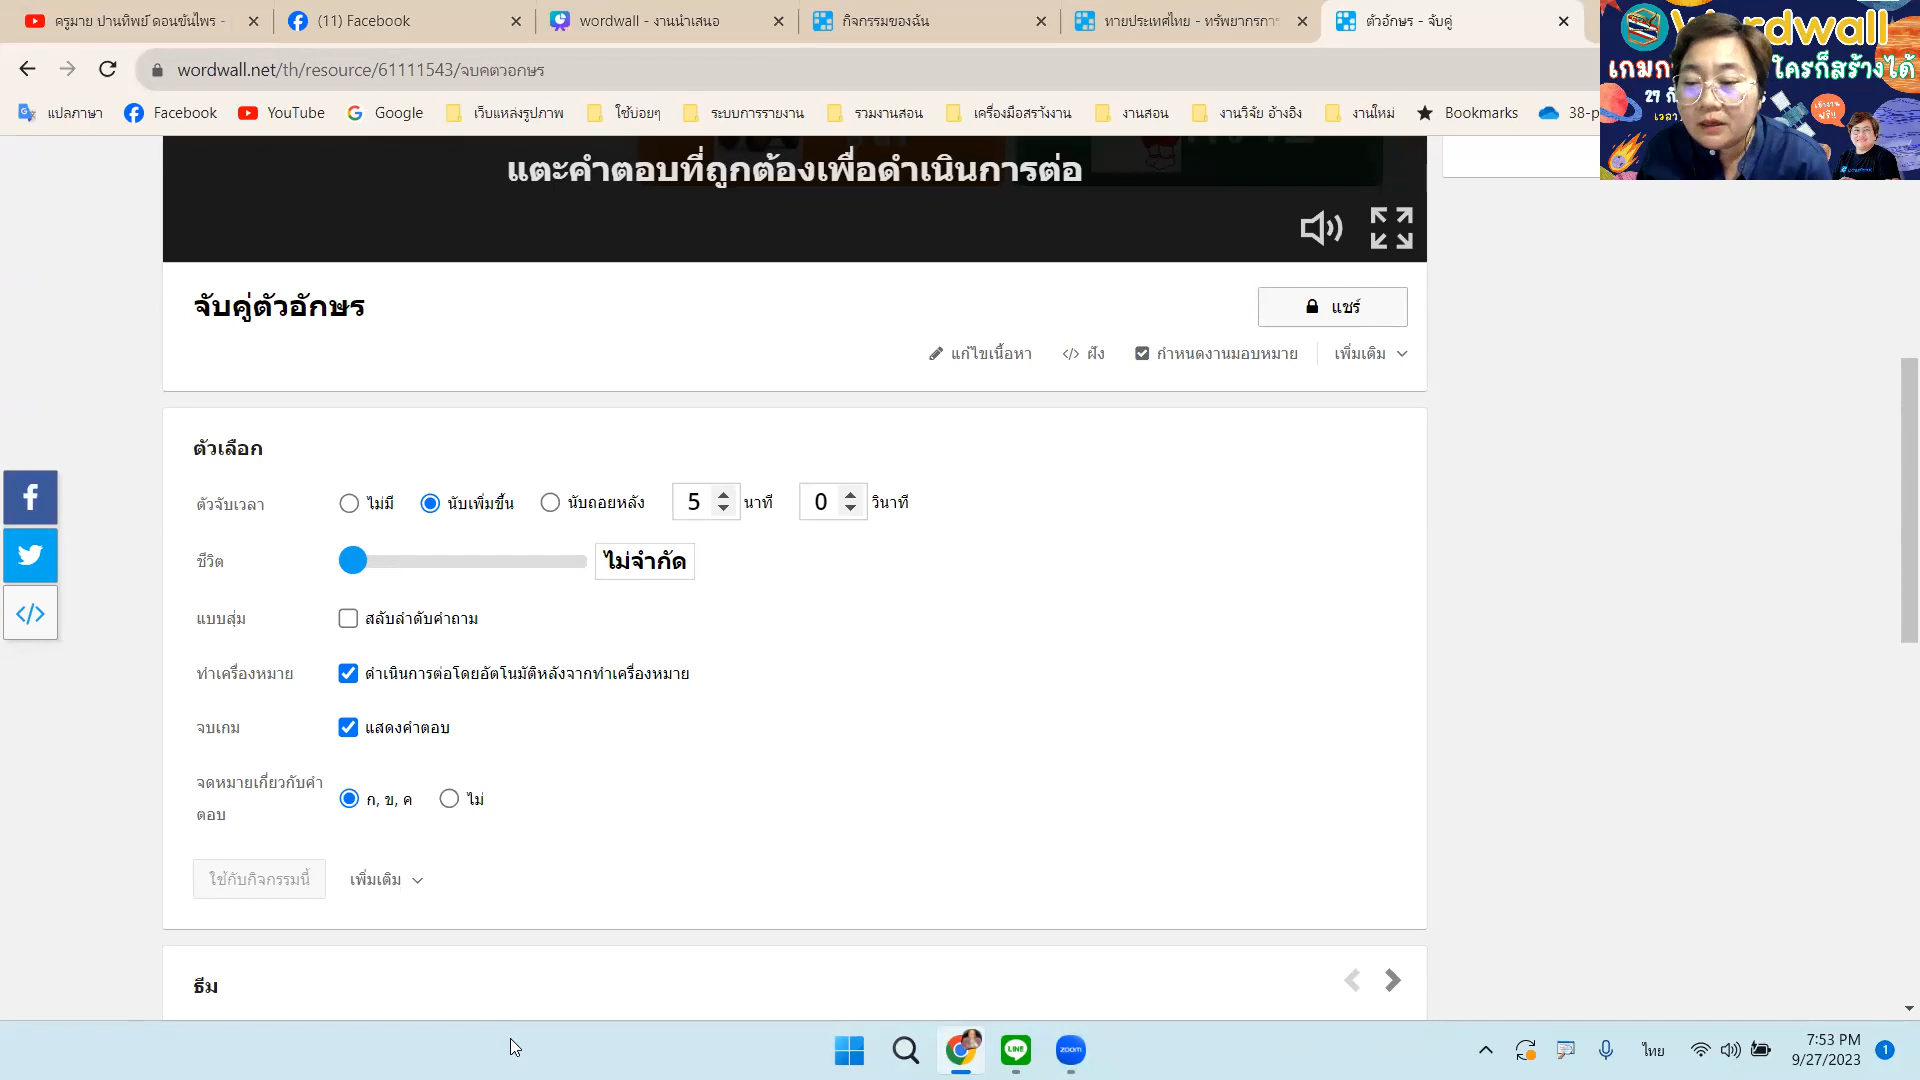 ครูมาย ปานทิพย์ ดอนขันไพร -
(11) Facebook
wordwall - งานนำเสนอ
กิจกรรมของฉัน
ทายประเทศไทย - ทรัพยากรการ
ตัวอักษร - จับคู่
wordwall.net/th/resource/61111543/จบคตวอกษร
แปลภาษา
Facebook
YouTube
Google
เว็บแหล่งรูปภาพ
ใช้บ่อยๆ
ระบบการรายงาน
รวมงานสอน
เครื่องมือสร้างงาน
งานสอน
งานวิจัย อ้างอิง
งานใหม่
Bookmarks
38-p
ใครก็สร้างได้
แตะคำตอบที่ถูกต้องเพื่อดำเนินการต่อ
จับคู่ตัวอักษร
แชร์
แก้ไขเนื้อหา
</> ฝัง
กำหนดงานมอบหมาย
เพิ่มเติม
ตัวเลือก
ตัวจับเวลา ไม่มี นับเพิ่มขึ้น นับถอยหลัง 5 นาที 0 วินาที
ชีวิต ไม่จำกัด
แบบสุ่ม สลับลำดับคำถาม
ทำเครื่องหมาย ดำเนินการต่อโดยอัตโนมัติหลังจากทำเครื่องหมาย
จบเกม แสดงคำตอบ
จดหมายเกี่ยวกับคำ
ตอบ
ก, ข, ค ไม่
ใช้กับกิจกรรมนี้ เพิ่มเติม
ธีม
f
</>
LINE
zoom
ไทย
7:53 PM
9/27/2023
1